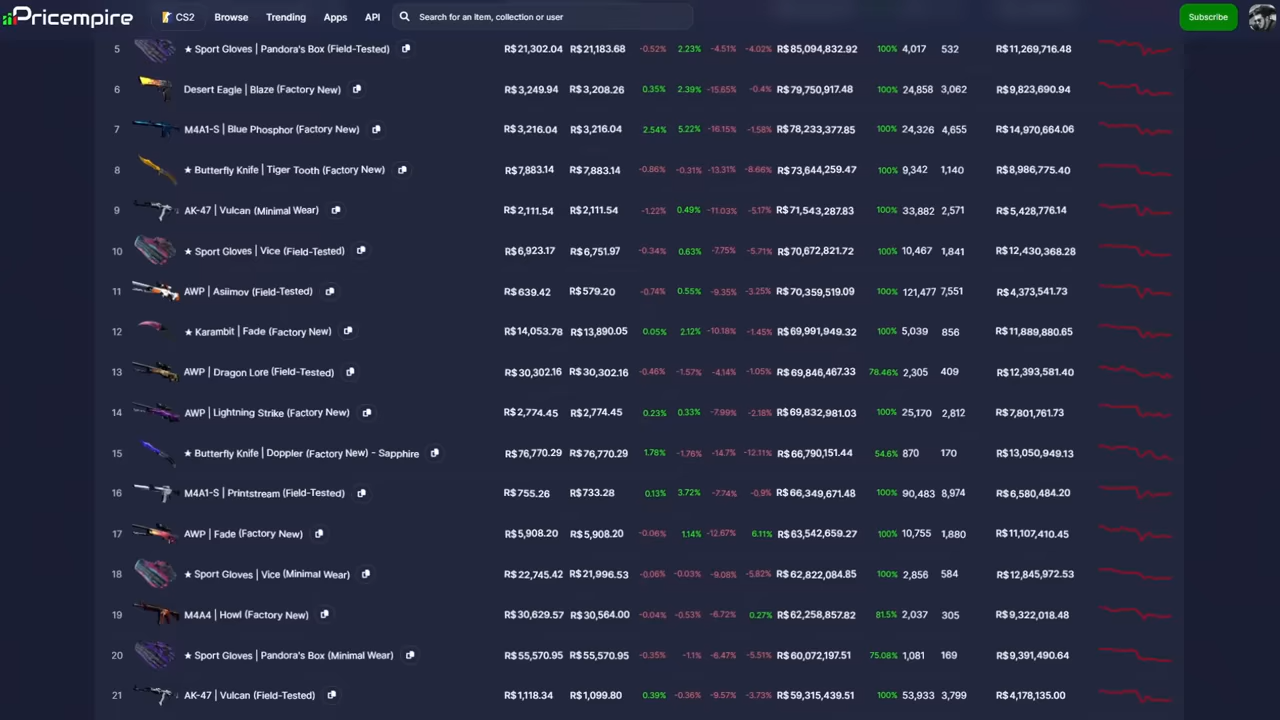 Pricempire CS2 Browse Trending Apps API Search for an item, collection or user Subscribe
5 ★ Sport Gloves | Pandora's Box (Field-Tested) R$21,302.04 R$21,183.68 -0.52% 2.23% -4.51% -4.02% R$85,094,832.92 100% 4,017 532 R$11,269,716.48
6 Desert Eagle | Blaze (Factory New) R$3,249.94 R$3,208.26 0.35% 2.39% -15.65% -0.4% R$79,750,917.48 100% 24,858 3,062 R$9,823,690.94
7 M4A1-S | Blue Phosphor (Factory New) R$3,216.04 R$3,216.04 2.54% 5.22% -16.15% -1.58% R$78,233,377.85 100% 24,326 4,655 R$14,970,664.06
8 ★ Butterfly Knife | Tiger Tooth (Factory New) R$7,883.14 R$7,883.14 -0.86% -0.31% -13.31% -8.66% R$73,644,259.47 100% 9,342 1,140 R$8,986,775.40
9 AK-47 | Vulcan (Minimal Wear) R$2,111.54 R$2,111.54 -1.22% 0.49% -11.03% -5.17% R$71,543,287.83 100% 33,882 2,571 R$5,428,776.14
10 ★ Sport Gloves | Vice (Field-Tested) R$6,923.17 R$6,751.97 -0.34% 0.63% -7.75% -5.71% R$70,672,821.72 100% 10,467 1,841 R$12,430,368.28
11 AWP | Asiimov (Field-Tested) R$639.42 R$579.20 -0.74% 0.55% -9.35% -3.25% R$70,359,519.09 100% 121,477 7,551 R$4,373,541.73
12 ★ Karambit | Fade (Factory New) R$14,053.78 R$13,890.05 0.05% 2.12% -10.18% -1.45% R$69,991,949.32 100% 5,039 856 R$11,889,880.65
13 AWP | Dragon Lore (Field-Tested) R$30,302.16 R$30,302.16 -0.46% -1.57% -4.14% -1.05% R$69,846,467.33 78.46% 2,305 409 R$12,393,581.40
14 AWP | Lightning Strike (Factory New) R$2,774.45 R$2,774.45 0.23% 0.33% -7.99% -2.18% R$69,832,981.03 100% 25,170 2,812 R$7,801,761.73
15 ★ Butterfly Knife | Doppler (Factory New) - Sapphire R$76,770.29 R$76,770.29 1.78% -1.76% -14.7% -12.11% R$66,790,151.44 54.6% 870 170 R$13,050,949.13
16 M4A1-S | Printstream (Field-Tested) R$755.26 R$733.28 0.13% 3.72% -7.74% -0.9% R$66,349,671.48 100% 90,483 8,974 R$6,580,484.20
17 AWP | Fade (Factory New) R$5,908.20 R$5,908.20 -0.06% 1.14% -12.67% 6.11% R$63,542,659.27 100% 10,755 1,880 R$11,107,410.45
18 ★ Sport Gloves | Vice (Minimal Wear) R$22,745.42 R$21,996.53 -0.06% -0.03% -9.08% -5.82% R$62,822,084.85 100% 2,856 584 R$12,845,972.53
19 M4A4 | Howl (Factory New) R$30,629.57 R$30,564.00 -0.04% -0.53% -6.72% 0.27% R$62,258,857.82 81.5% 2,037 305 R$9,322,018.48
20 ★ Sport Gloves | Pandora's Box (Minimal Wear) R$55,570.95 R$55,570.95 -0.35% -1.1% -6.47% -5.51% R$60,072,197.51 75.08% 1,081 169 R$9,391,490.64
21 AK-47 | Vulcan (Field-Tested) R$1,118.34 R$1,099.80 0.39% -0.36% -9.57% -3.73% R$59,315,439.51 100% 53,933 3,799 R$4,178,135.00